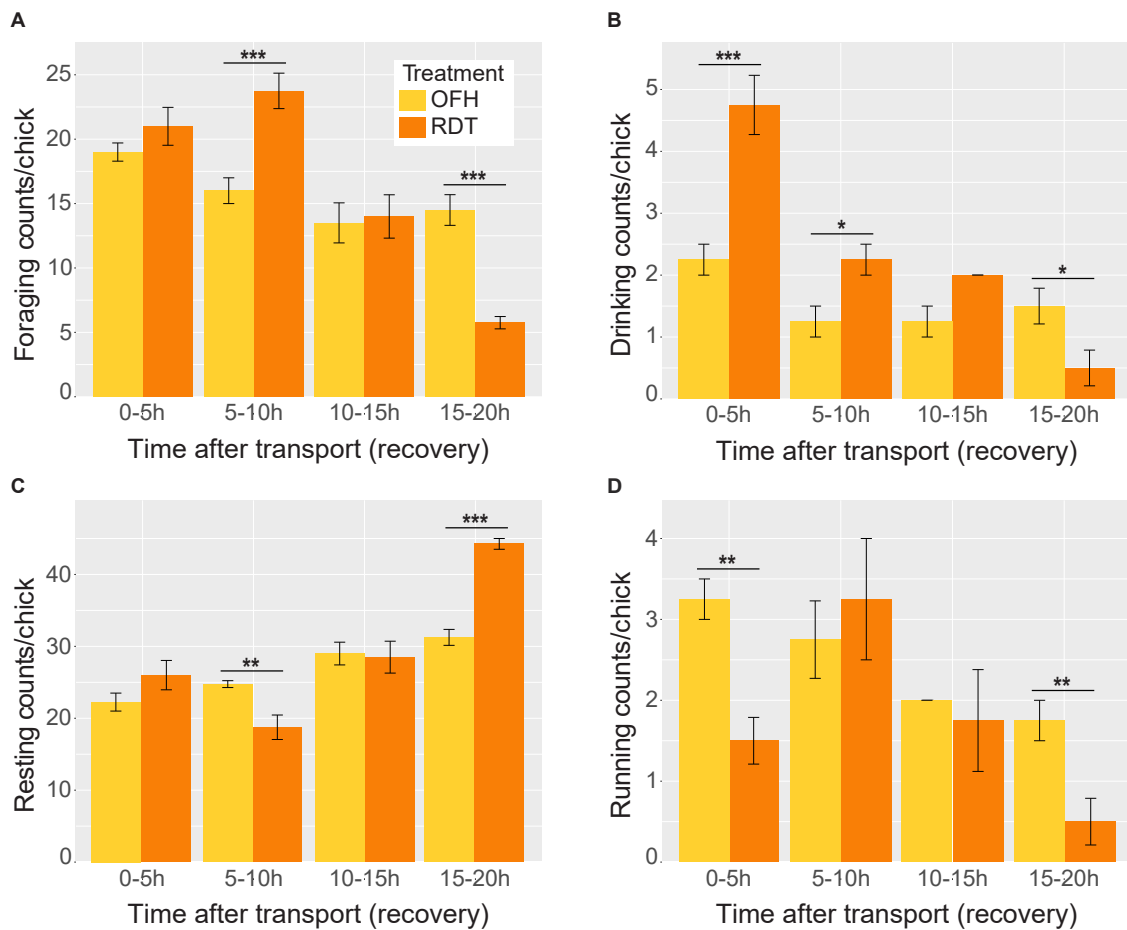 A
Foraging counts/chick
25
20
15
10
5
0
***
***
Treatment
OFH
RDT
0-5h 5-10h 10-15h 15-20h
Time after transport (recovery)
B
Drinking counts/chick
5
4
3
2
1
0
***
*
*
0-5h 5-10h 10-15h 15-20h
Time after transport (recovery)
C
Resting counts/chick
40
30
20
10
0
**
***
0-5h 5-10h 10-15h 15-20h
Time after transport (recovery)
D
Running counts/chick
4
3
2
1
0
**
**
0-5h 5-10h 10-15h 15-20h
Time after transport (recovery)